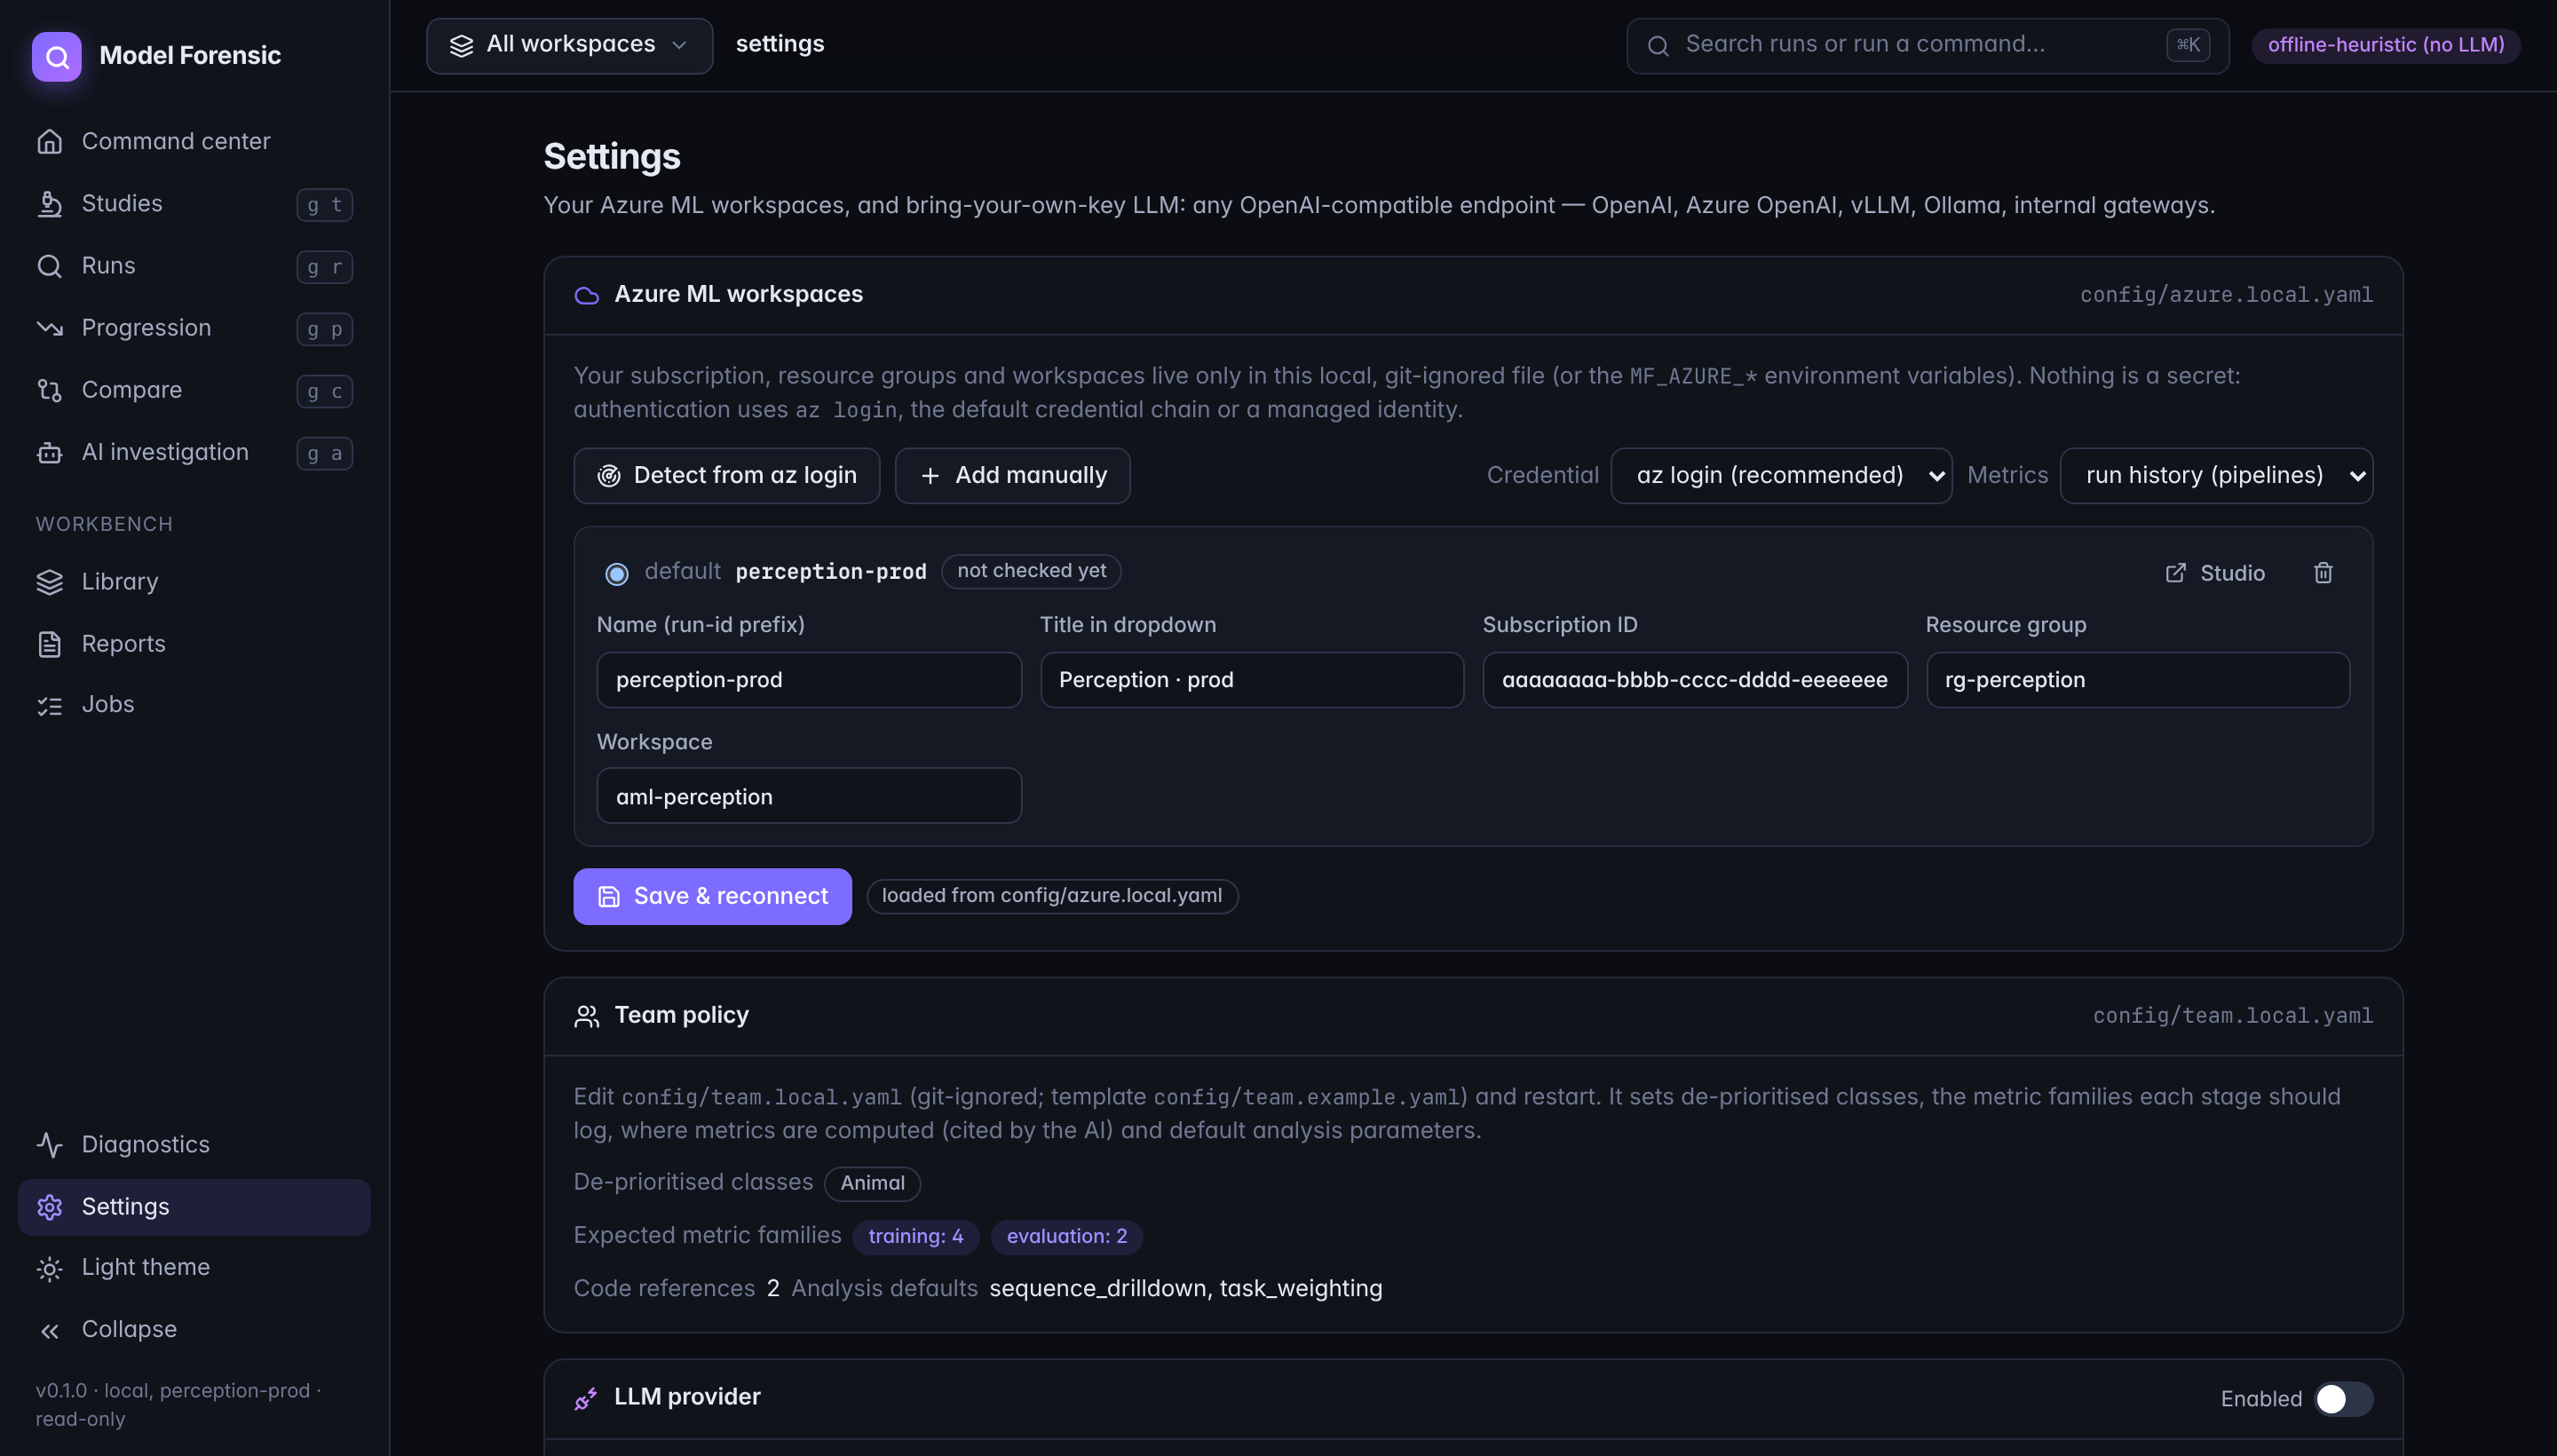 Model Forensic
Command center
Studies g t
Runs g r
Progression g p
Compare g c
AI investigation g a
WORKBENCH
Library
Reports
Jobs
Diagnostics
Settings
Light theme
Collapse
v0.1.0 · local, perception-prod ·
read-only
All workspaces settings Search runs or run a command... ⌘K offline-heuristic (no LLM)
Settings
Your Azure ML workspaces, and bring-your-own-key LLM: any OpenAI-compatible endpoint — OpenAI, Azure OpenAI, vLLM, Ollama, internal gateways.
Azure ML workspaces config/azure.local.yaml
Your subscription, resource groups and workspaces live only in this local, git-ignored file (or the MF_AZURE_* environment variables). Nothing is a secret:
authentication uses az login, the default credential chain or a managed identity.
Detect from az login Add manually Credential az login (recommended) Metrics run history (pipelines)
default perception-prod not checked yet Studio
Name (run-id prefix) Title in dropdown Subscription ID Resource group
perception-prod Perception · prod aaaaaaaa-bbbb-cccc-dddd-eeeeeee rg-perception
Workspace
aml-perception
Save & reconnect loaded from config/azure.local.yaml
Team policy config/team.local.yaml
Edit config/team.local.yaml (git-ignored; template config/team.example.yaml) and restart. It sets de-prioritised classes, the metric families each stage should
log, where metrics are computed (cited by the AI) and default analysis parameters.
De-prioritised classes Animal
Expected metric families training: 4 evaluation: 2
Code references 2 Analysis defaults sequence_drilldown, task_weighting
LLM provider Enabled